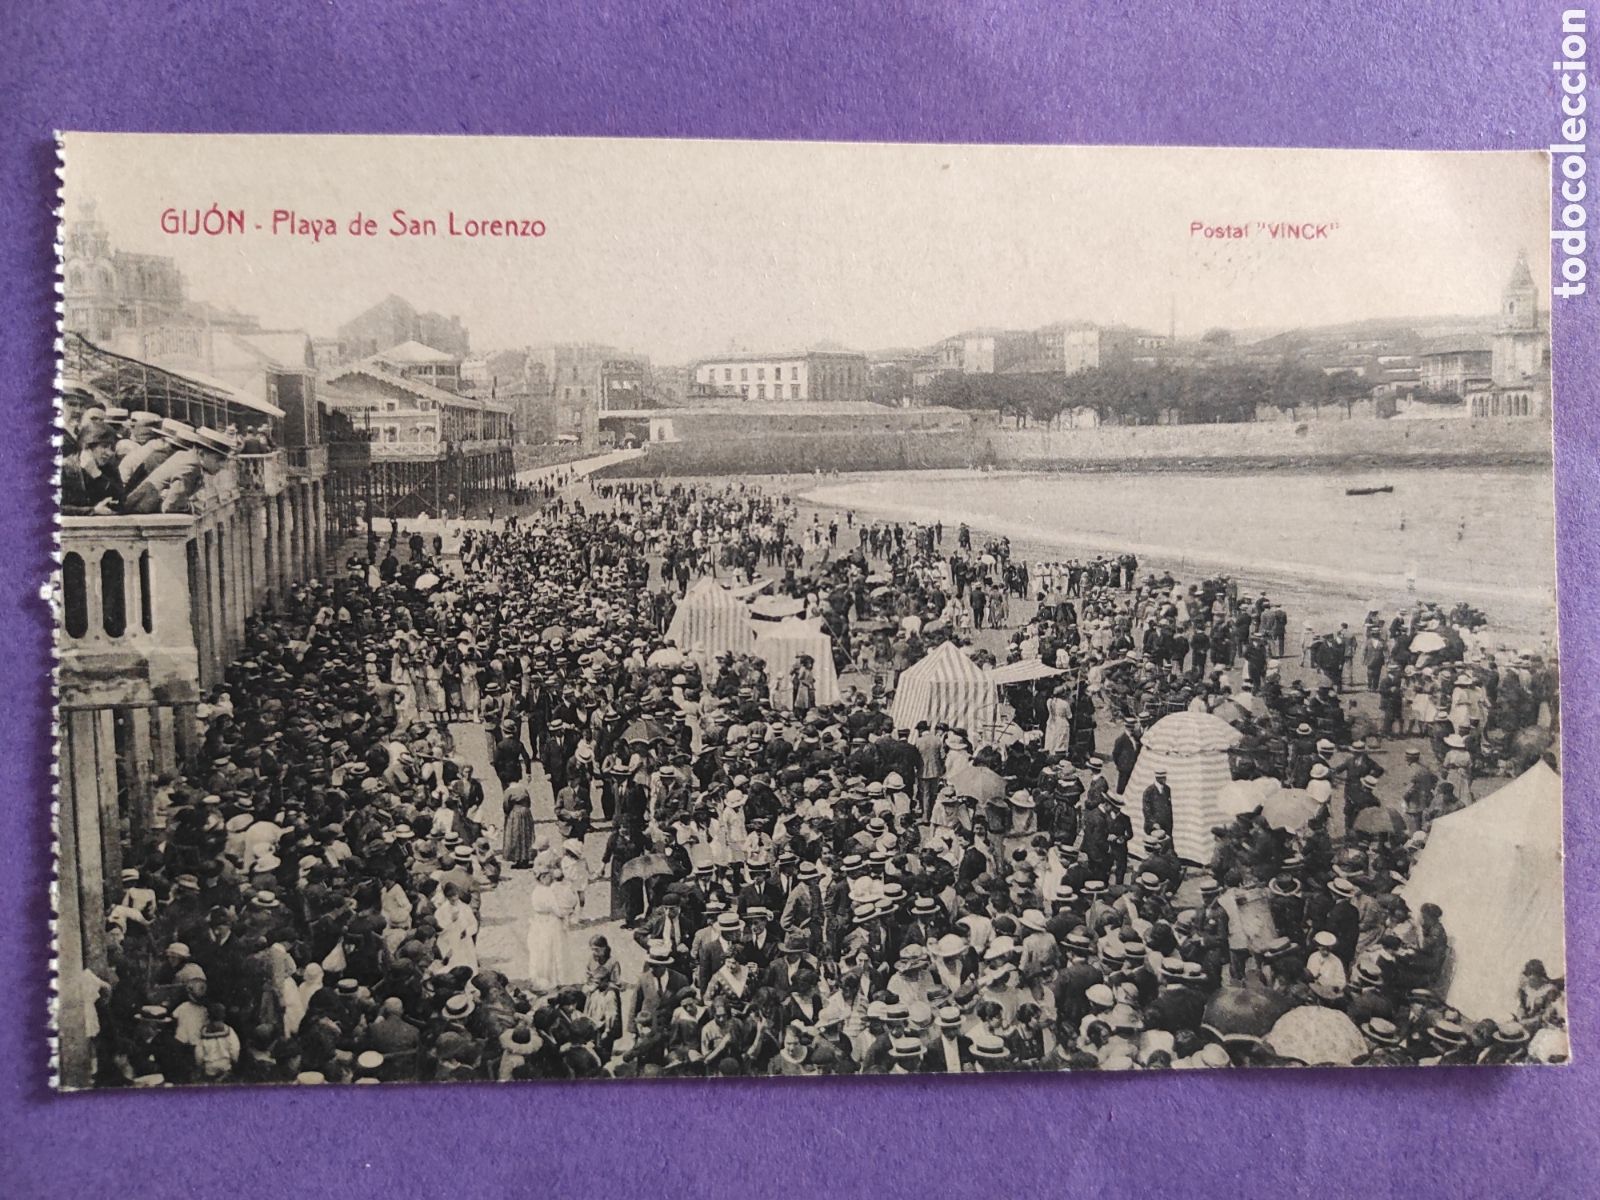 GIJÓN - Playa de San Lorenzo
Postal "VINCK"
todocoleccion